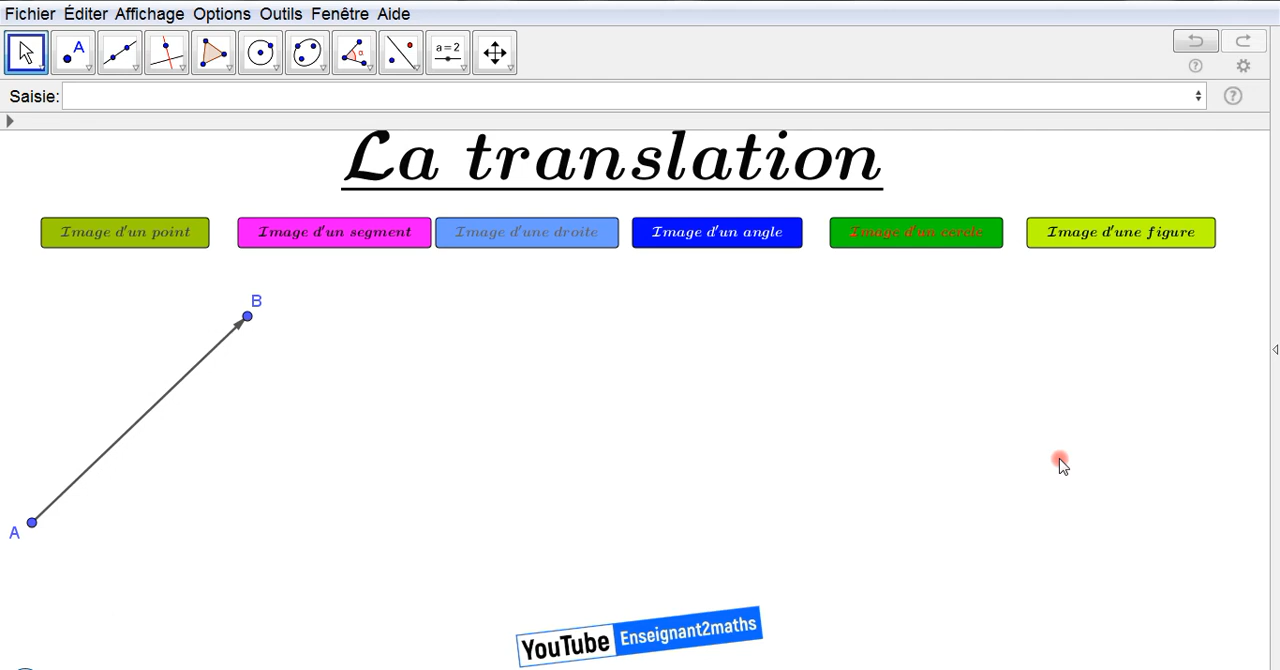 Fichier Éditer Affichage Options Outils Fenêtre Aide
A
a=2
Saisie:
La translation
Image d'un point Image d'un segment Image d'une droite Image d'un angle Image d'un cercle Image d'une figure
B
A
YouTube Enseignant2maths